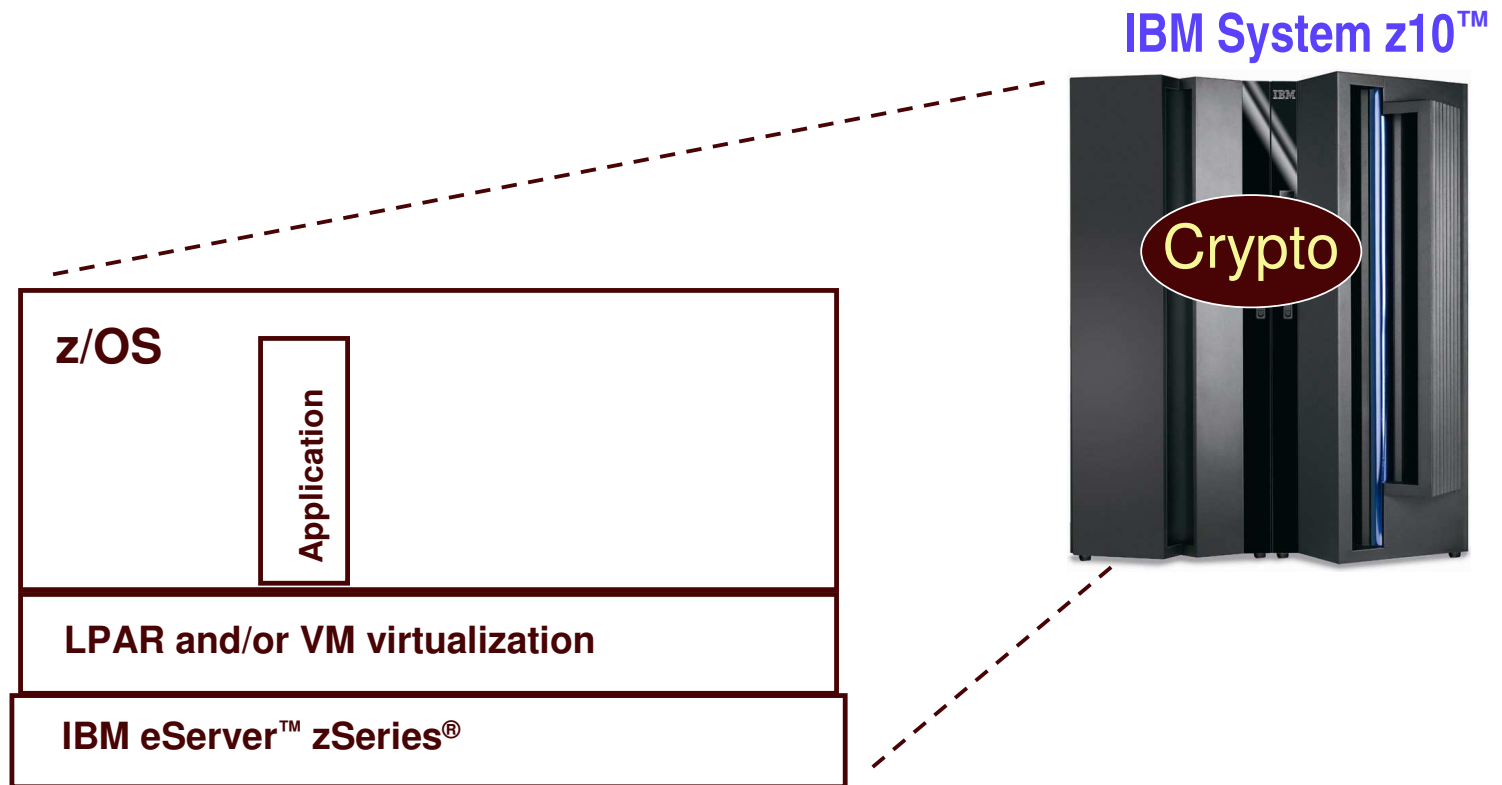 IBM System z10™
IBM
Crypto
z/OS
Application
LPAR and/or VM virtualization
IBM eServer™ zSeries®